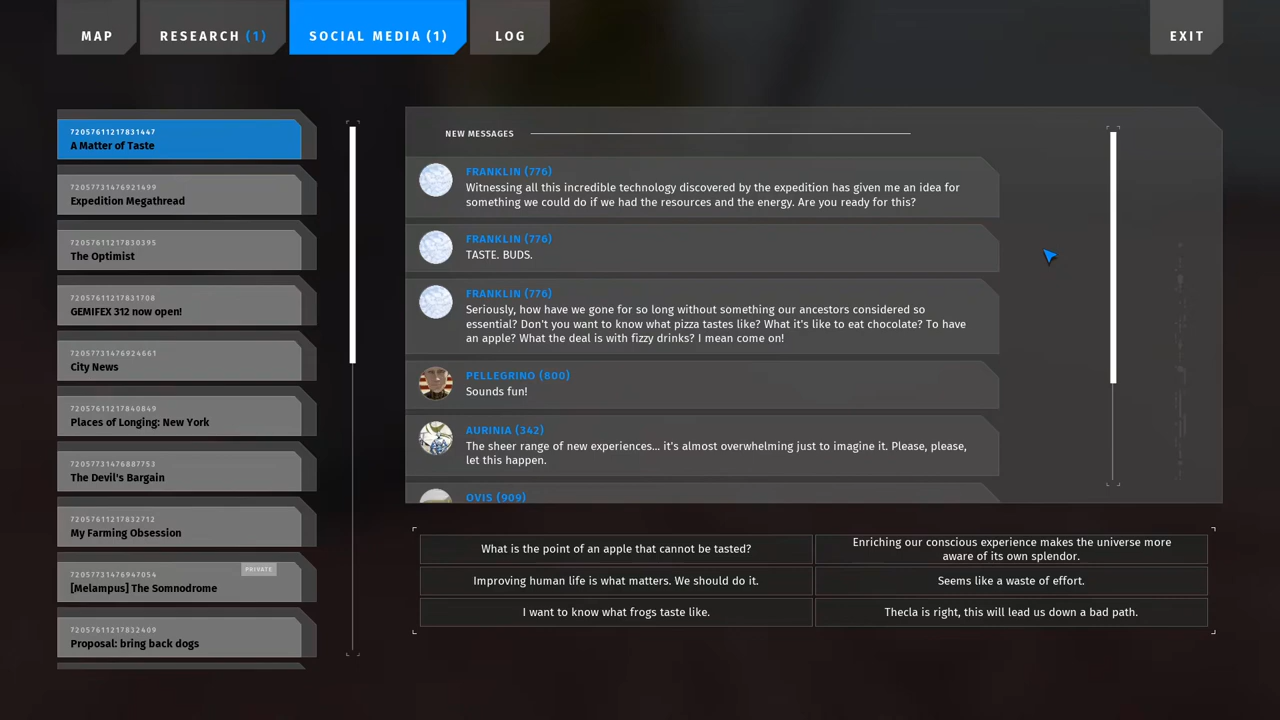 MAP
RESEARCH (1)
SOCIAL MEDIA (1)
LOG
EXIT
72057611217831447
A Matter of Taste
72057731476921499
Expedition Megathread
72057611217830395
The Optimist
72057611217831708
GEMIFEX 312 now open!
72057731476924661
City News
72057611217840849
Places of Longing: New York
72057731476887753
The Devil's Bargain
72057611217832712
My Farming Obsession
PRIVATE
72057731476947054
[Melampus] The Somnodrome
72057611217832409
Proposal: bring back dogs
NEW MESSAGES
FRANKLIN (776)
Witnessing all this incredible technology discovered by the expedition has given me an idea for
something we could do if we had the resources and the energy. Are you ready for this?
FRANKLIN (776)
TASTE. BUDS.
FRANKLIN (776)
Seriously, how have we gone for so long without something our ancestors considered so
essential? Don't you want to know what pizza tastes like? What it's like to eat chocolate? To have
an apple? What the deal is with fizzy drinks? I mean come on!
PELLEGRINO (800)
Sounds fun!
AURINIA (342)
The sheer range of new experiences... it's almost overwhelming just to imagine it. Please, please,
let this happen.
OVIS (909)
What is the point of an apple that cannot be tasted?
Enriching our conscious experience makes the universe more
aware of its own splendor.
Improving human life is what matters. We should do it.
Seems like a waste of effort.
I want to know what frogs taste like.
Thecla is right, this will lead us down a bad path.